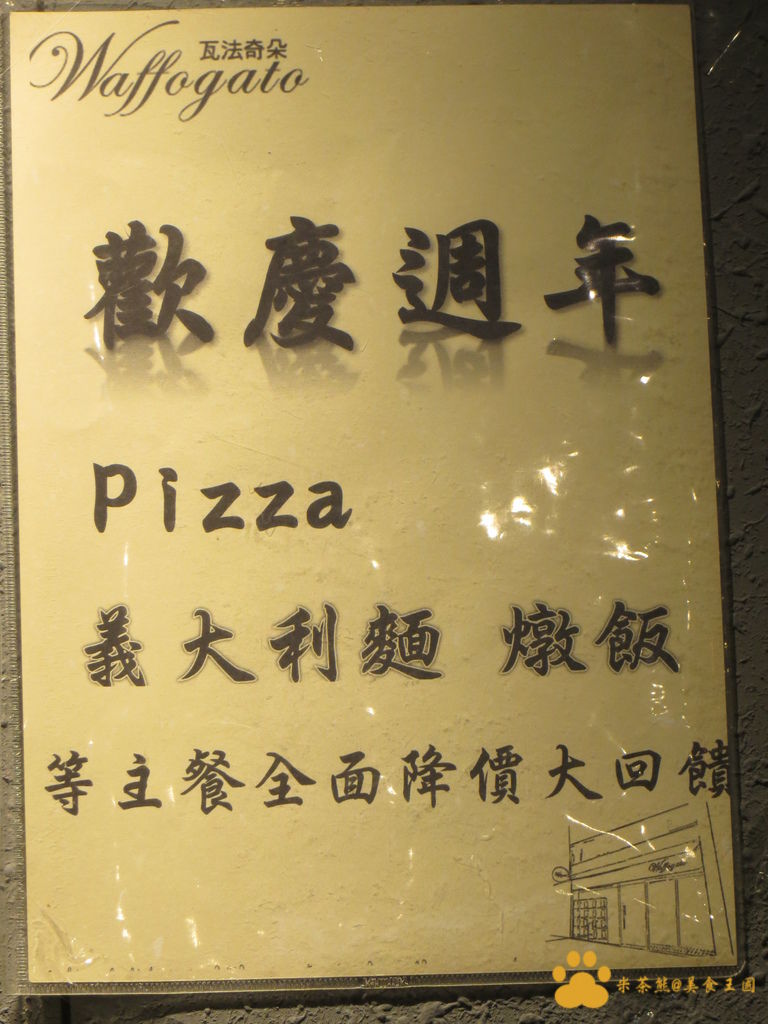 瓦法奇朵
Waffogato
歡慶週年
Pizza
義大利麵 燉飯
等主餐全面降價大回饋
Waffogato
米茶熊@美食王國